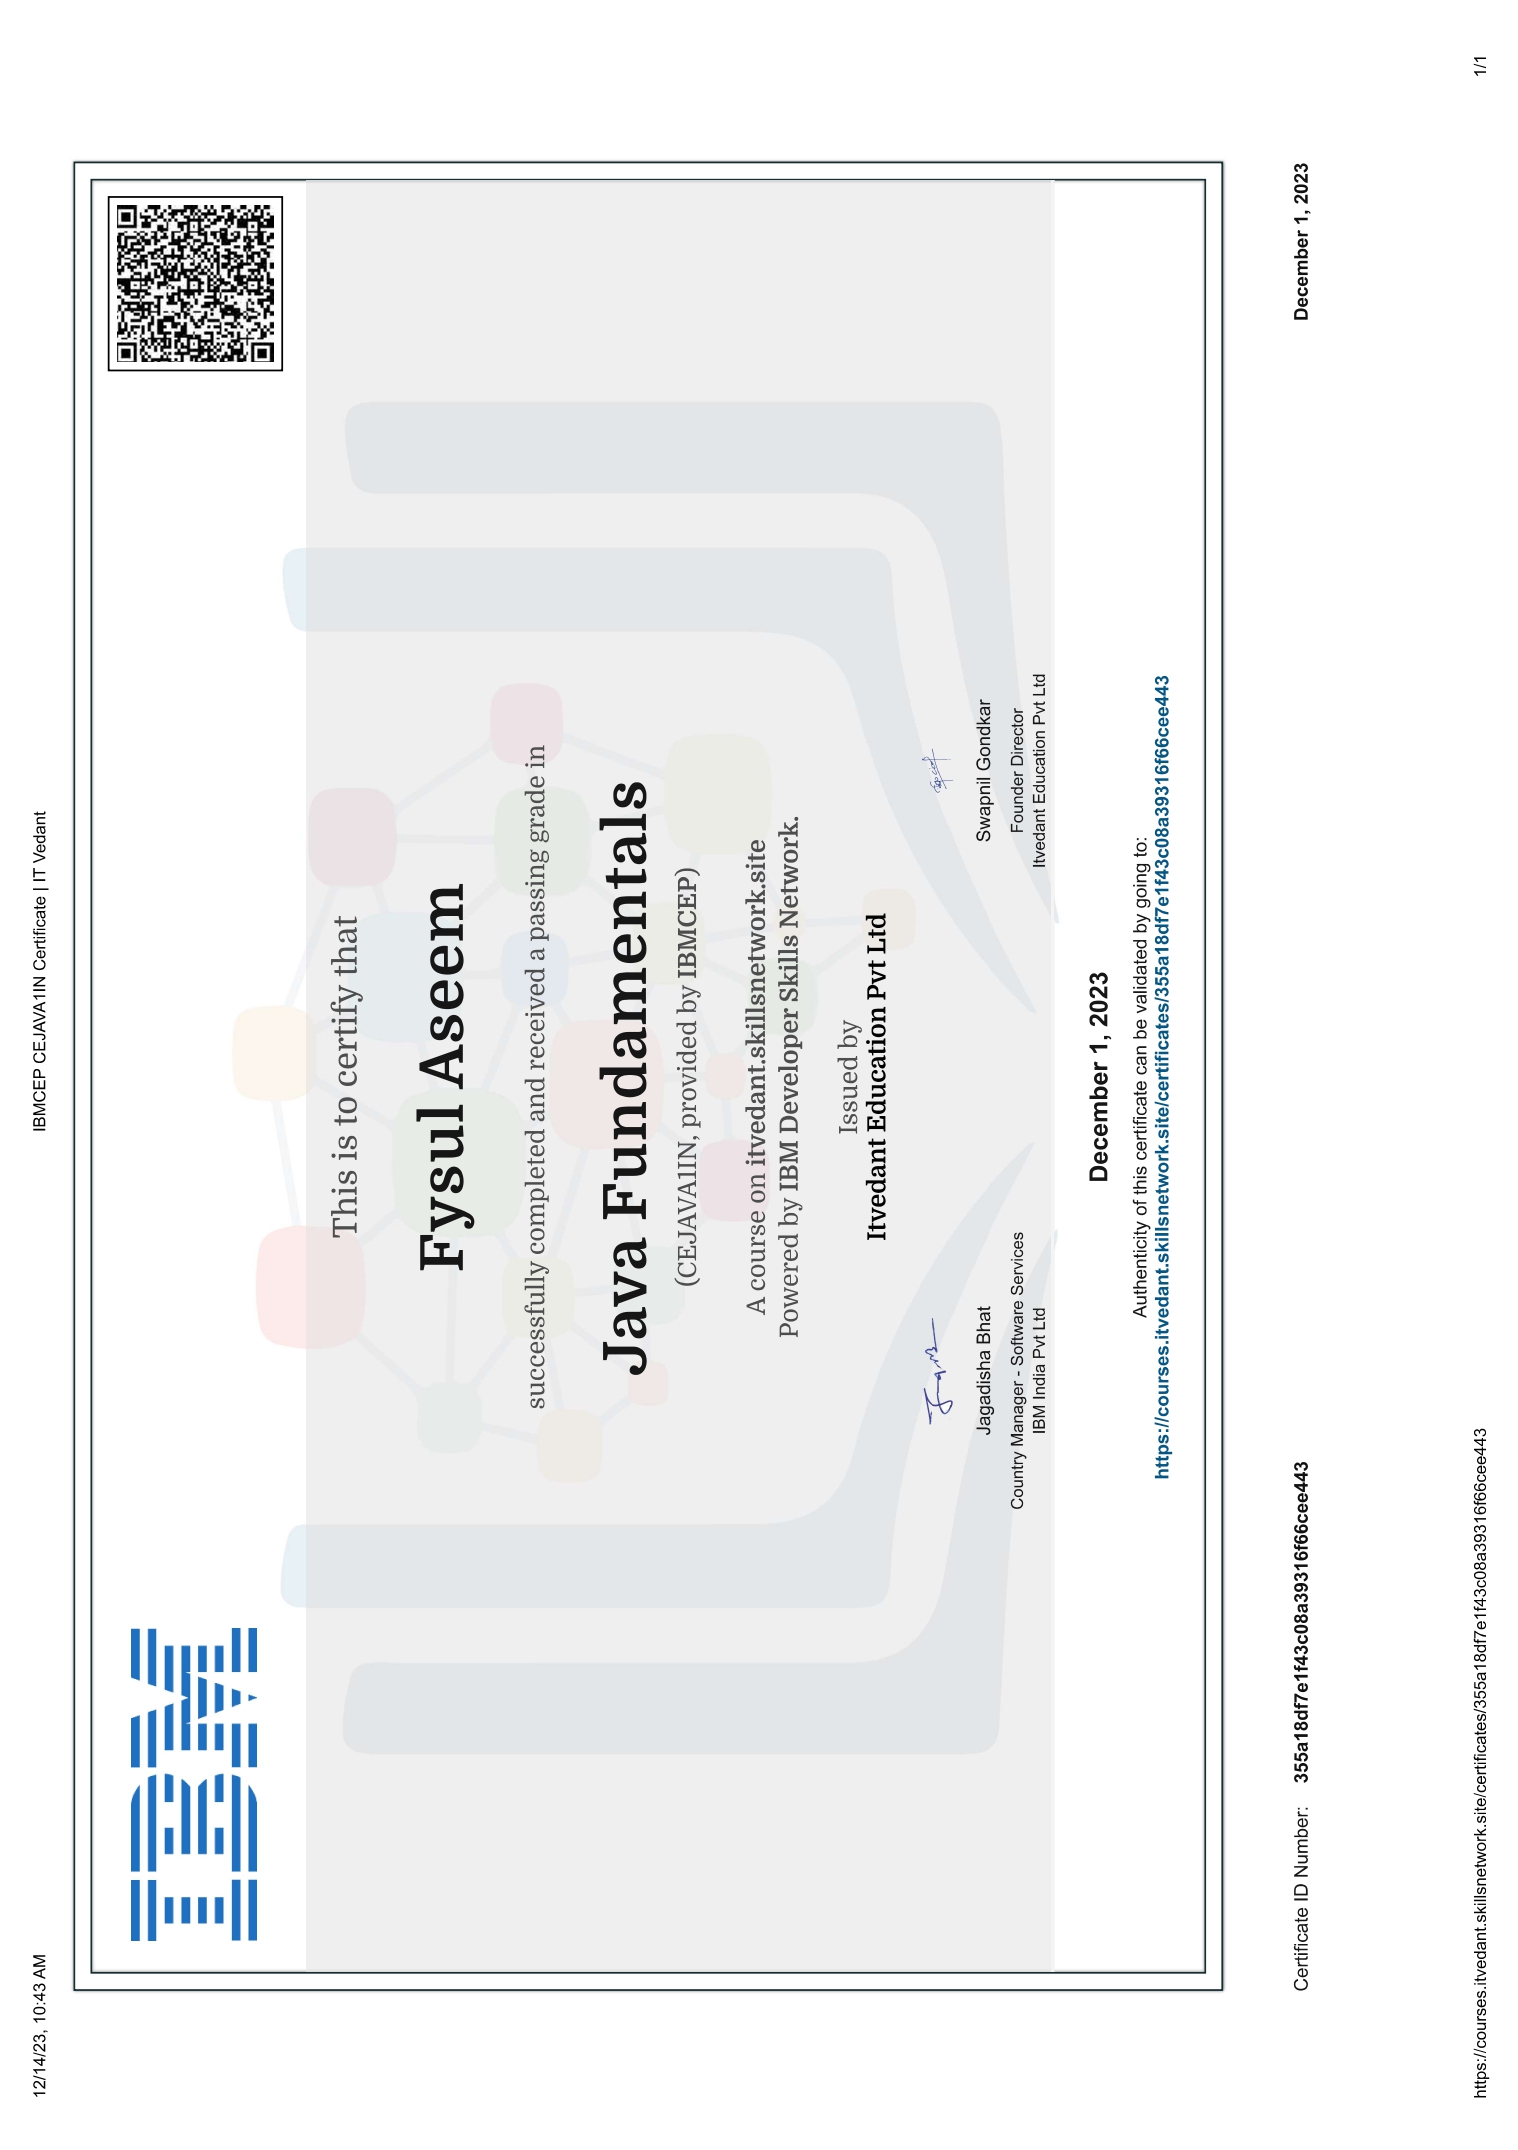 12/14/23, 10:43 AM
IBMCEP CEJAVA1IN Certificate | IT Vedant
IBM
This is to certify that
Fysul Aseem
successfully completed and received a passing grade in
Java Fundamentals
(CEJAVA1IN, provided by IBMCEP)
A course on itvedant.skillsnetwork.site
Powered by IBM Developer Skills Network.
Issued by
Itvedant Education Pvt Ltd
Jagadisha Bhat
Country Manager - Software Services
IBM India Pvt Ltd
Swapnil Gondkar
Founder Director
Itvedant Education Pvt Ltd
December 1, 2023
Authenticity of this certificate can be validated by going to:
https://courses.itvedant.skillsnetwork.site/certificates/355a18df7e1f43c08a39316f66cee443
Certificate ID Number: 355a18df7e1f43c08a39316f66cee443
December 1, 2023
https://courses.itvedant.skillsnetwork.site/certificates/355a18df7e1f43c08a39316f66cee443
1/1